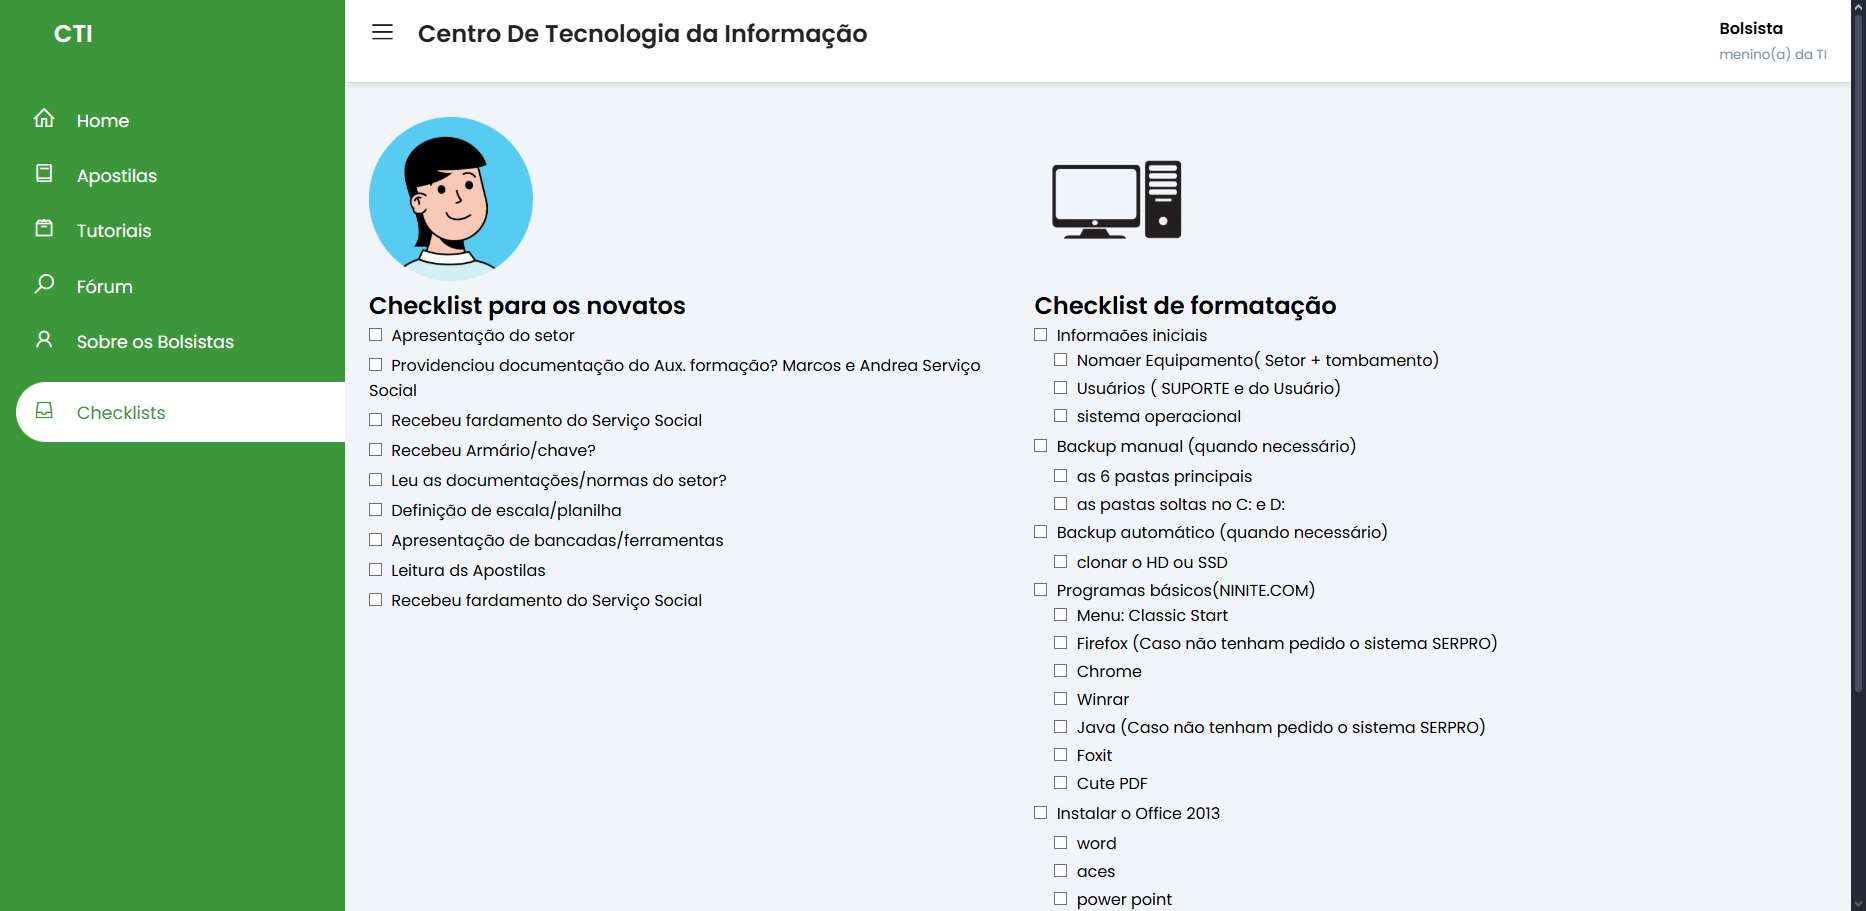 CTI
Home
Apostilas
Tutoriais
Fórum
Sobre os Bolsistas
Checklists
Centro De Tecnologia da Informação
Bolsista
menino(a) da TI
Checklist para os novatos
Apresentação do setor
Providenciou documentação do Aux. formação? Marcos e Andrea Serviço
Social
Recebeu fardamento do Serviço Social
Recebeu Armário/chave?
Leu as documentações/normas do setor?
Definição de escala/planilha
Apresentação de bancadas/ferramentas
Leitura ds Apostilas
Recebeu fardamento do Serviço Social
Checklist de formatação
Informaões iniciais
Nomaer Equipamento( Setor + tombamento)
Usuários ( SUPORTE e do Usuário)
sistema operacional
Backup manual (quando necessário)
as 6 pastas principais
as pastas soltas no C: e D:
Backup automático (quando necessário)
clonar o HD ou SSD
Programas básicos(NINITE.COM)
Menu: Classic Start
Firefox (Caso não tenham pedido o sistema SERPRO)
Chrome
Winrar
Java (Caso não tenham pedido o sistema SERPRO)
Foxit
Cute PDF
Instalar o Office 2013
word
aces
power point